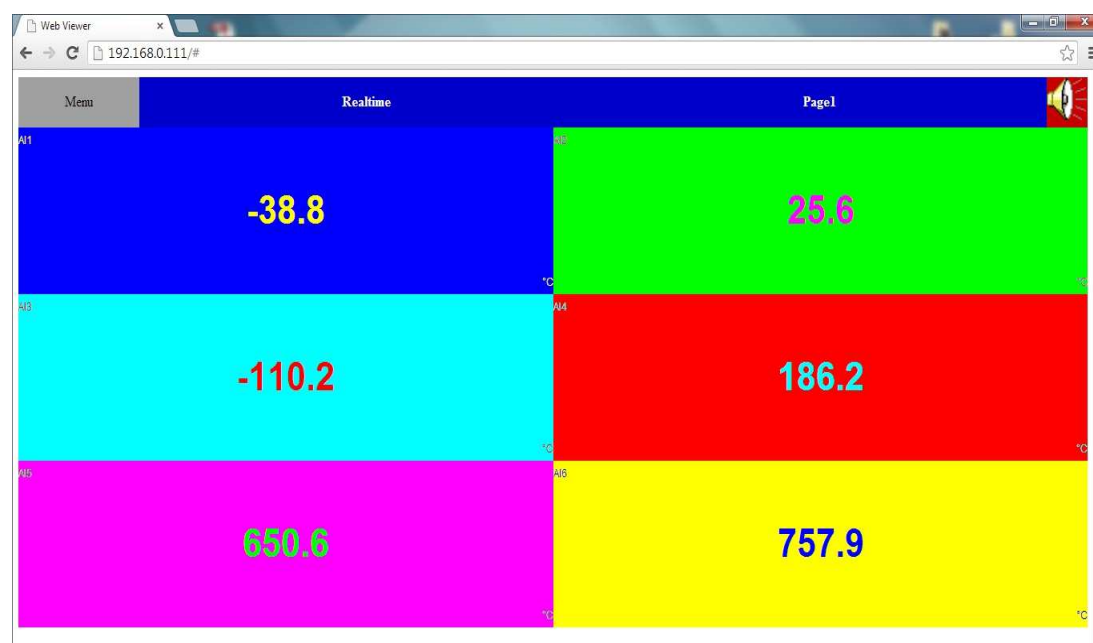 Web Viewer
192.168.0.111/#
Menu Realtime Page1
AI1 AI2
-38.8 25.6
°C °C
AI3 AI4
-110.2 186.2
°C °C
AI5 AI6
650.6 757.9
°C °C